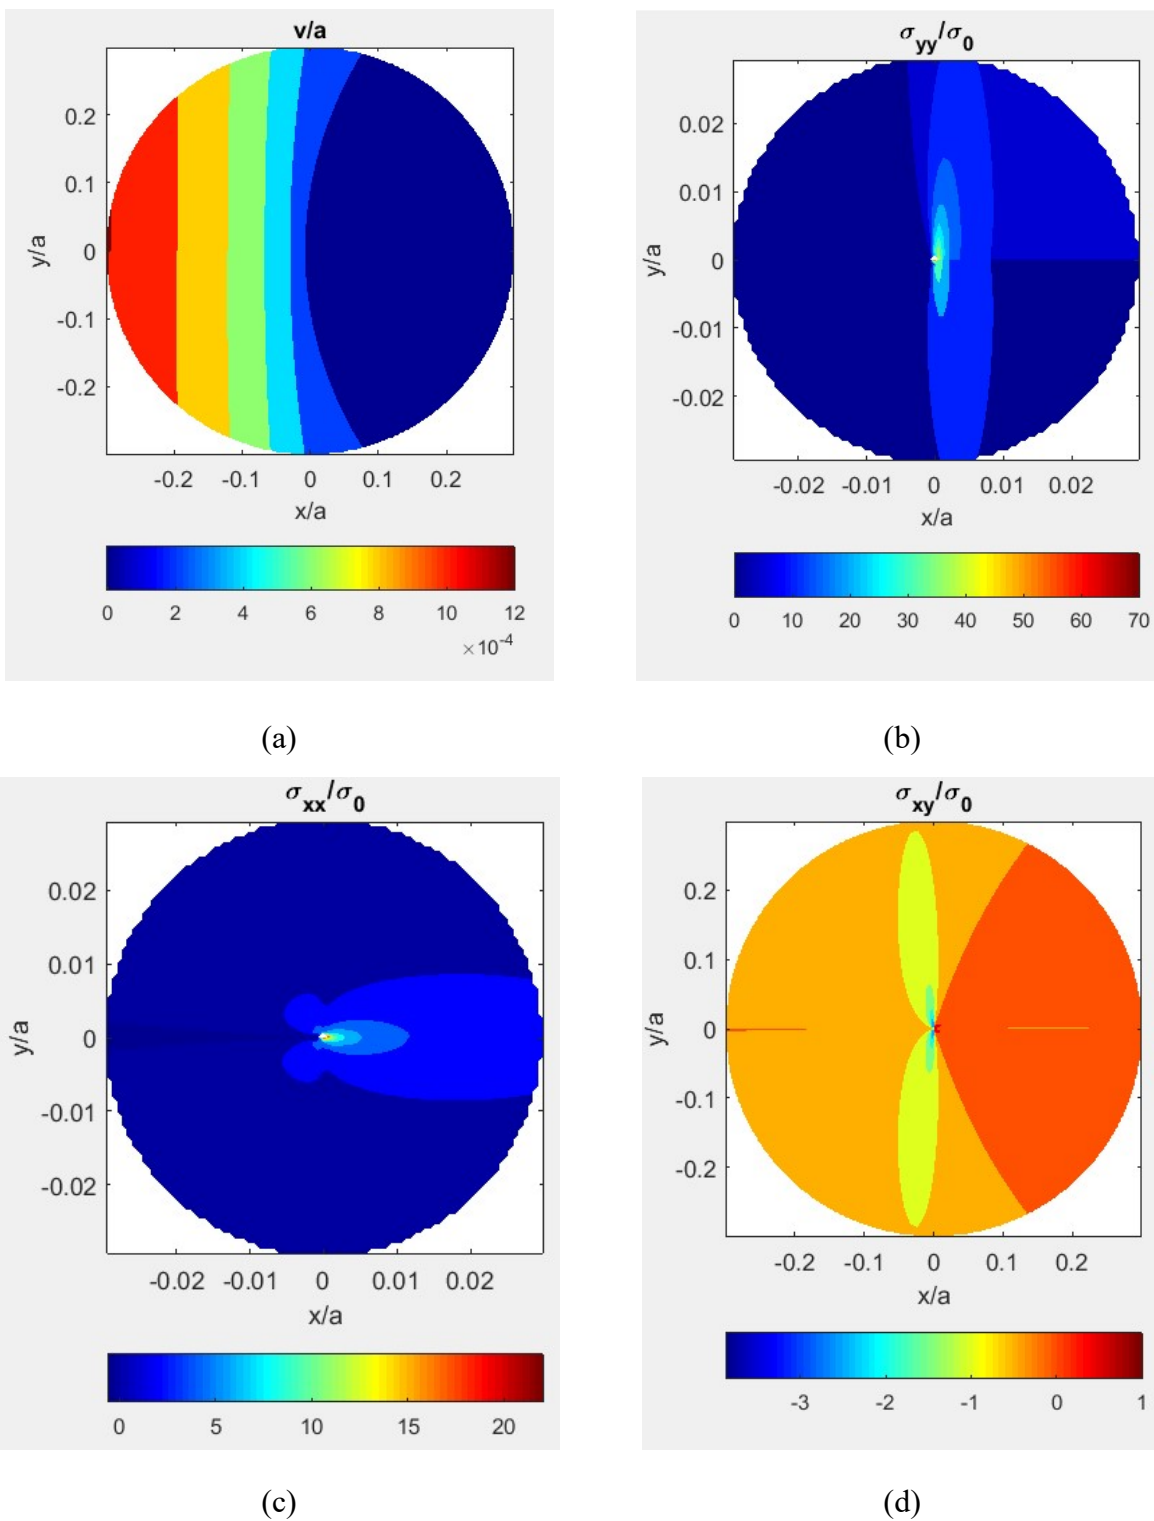 v/a
0.2
0.1
0
-0.1
-0.2
y/a
-0.2 -0.1 0 0.1 0.2
x/a
0 2 4 6 8 10 12
×10⁻⁴
(a)
σyy/σ0
0.02
0.01
0
-0.01
-0.02
y/a
-0.02 -0.01 0 0.01 0.02
x/a
0 10 20 30 40 50 60 70
(b)
σxx/σ0
0.02
0.01
0
-0.01
-0.02
y/a
-0.02 -0.01 0 0.01 0.02
x/a
0 5 10 15 20
(c)
σxy/σ0
0.2
0.1
0
-0.1
-0.2
y/a
-0.2 -0.1 0 0.1 0.2
x/a
-3 -2 -1 0 1
(d)